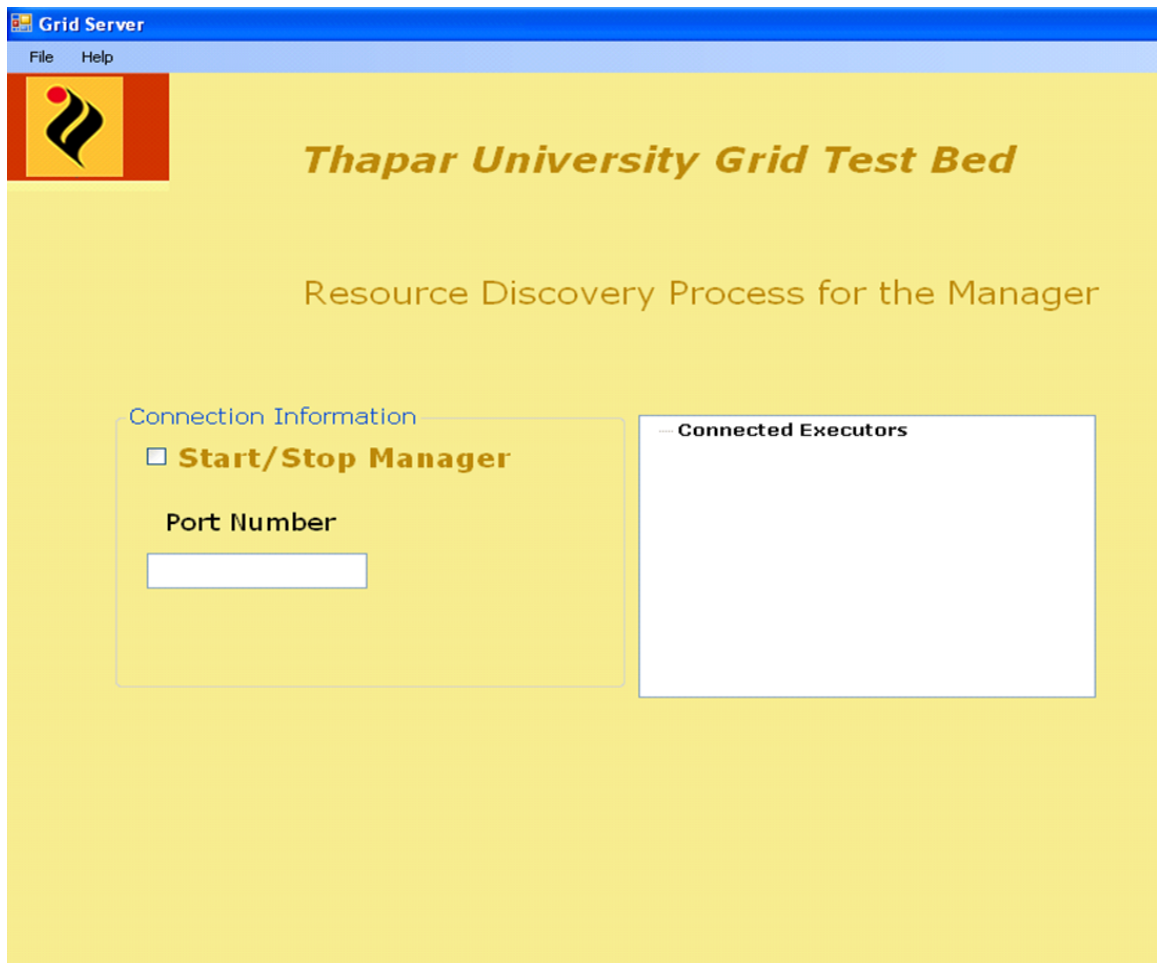 Grid Server
File Help
Thapar University Grid Test Bed
Resource Discovery Process for the Manager
Connection Information
Start/Stop Manager
Port Number
Connected Executors